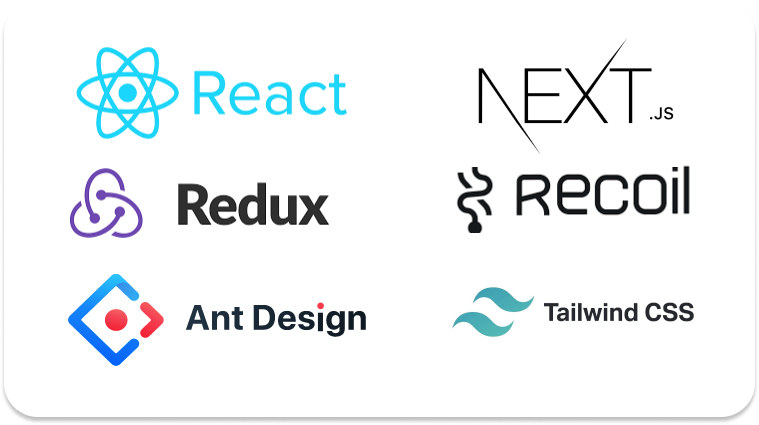 React
NEXT.JS
Redux
Recoil
Ant Design
Tailwind CSS